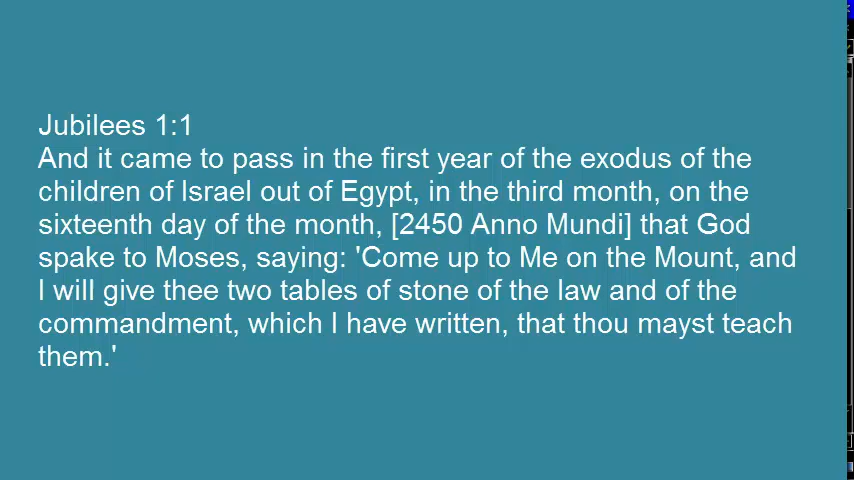 Jubilees 1:1
And it came to pass in the first year of the exodus of the
children of Israel out of Egypt, in the third month, on the
sixteenth day of the month, [2450 Anno Mundi] that God
spake to Moses, saying: 'Come up to Me on the Mount, and
I will give thee two tables of stone of the law and of the
commandment, which I have written, that thou mayst teach
them.'